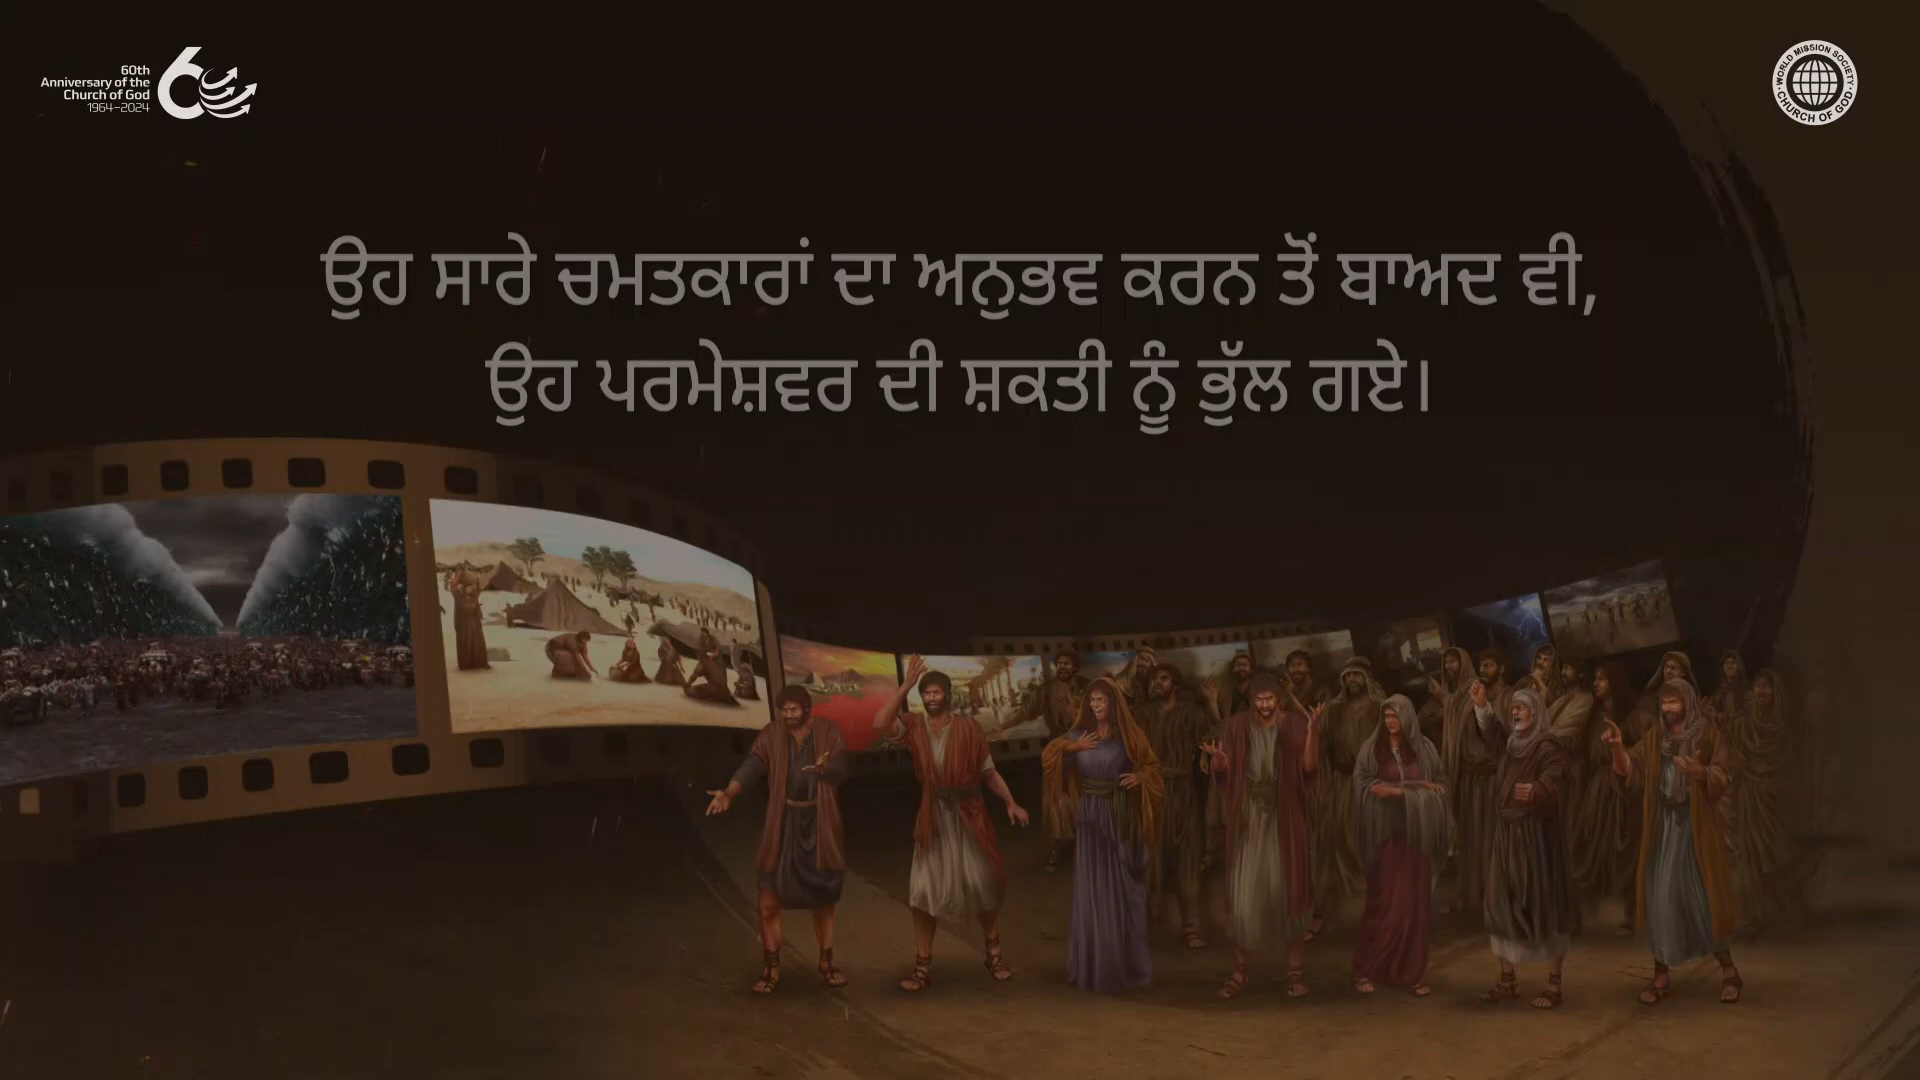 60th
Anniversary of the
Church of God
1964–2024
WORLD MISSION SOCIETY
CHURCH OF GOD
ਉਹ ਸਾਰੇ ਚਮਤਕਾਰਾਂ ਦਾ ਅਨੁਭਵ ਕਰਨ ਤੋਂ ਬਾਅਦ ਵੀ,
ਉਹ ਪਰਮੇਸ਼ਵਰ ਦੀ ਸ਼ਕਤੀ ਨੂੰ ਭੁੱਲ ਗਏ।